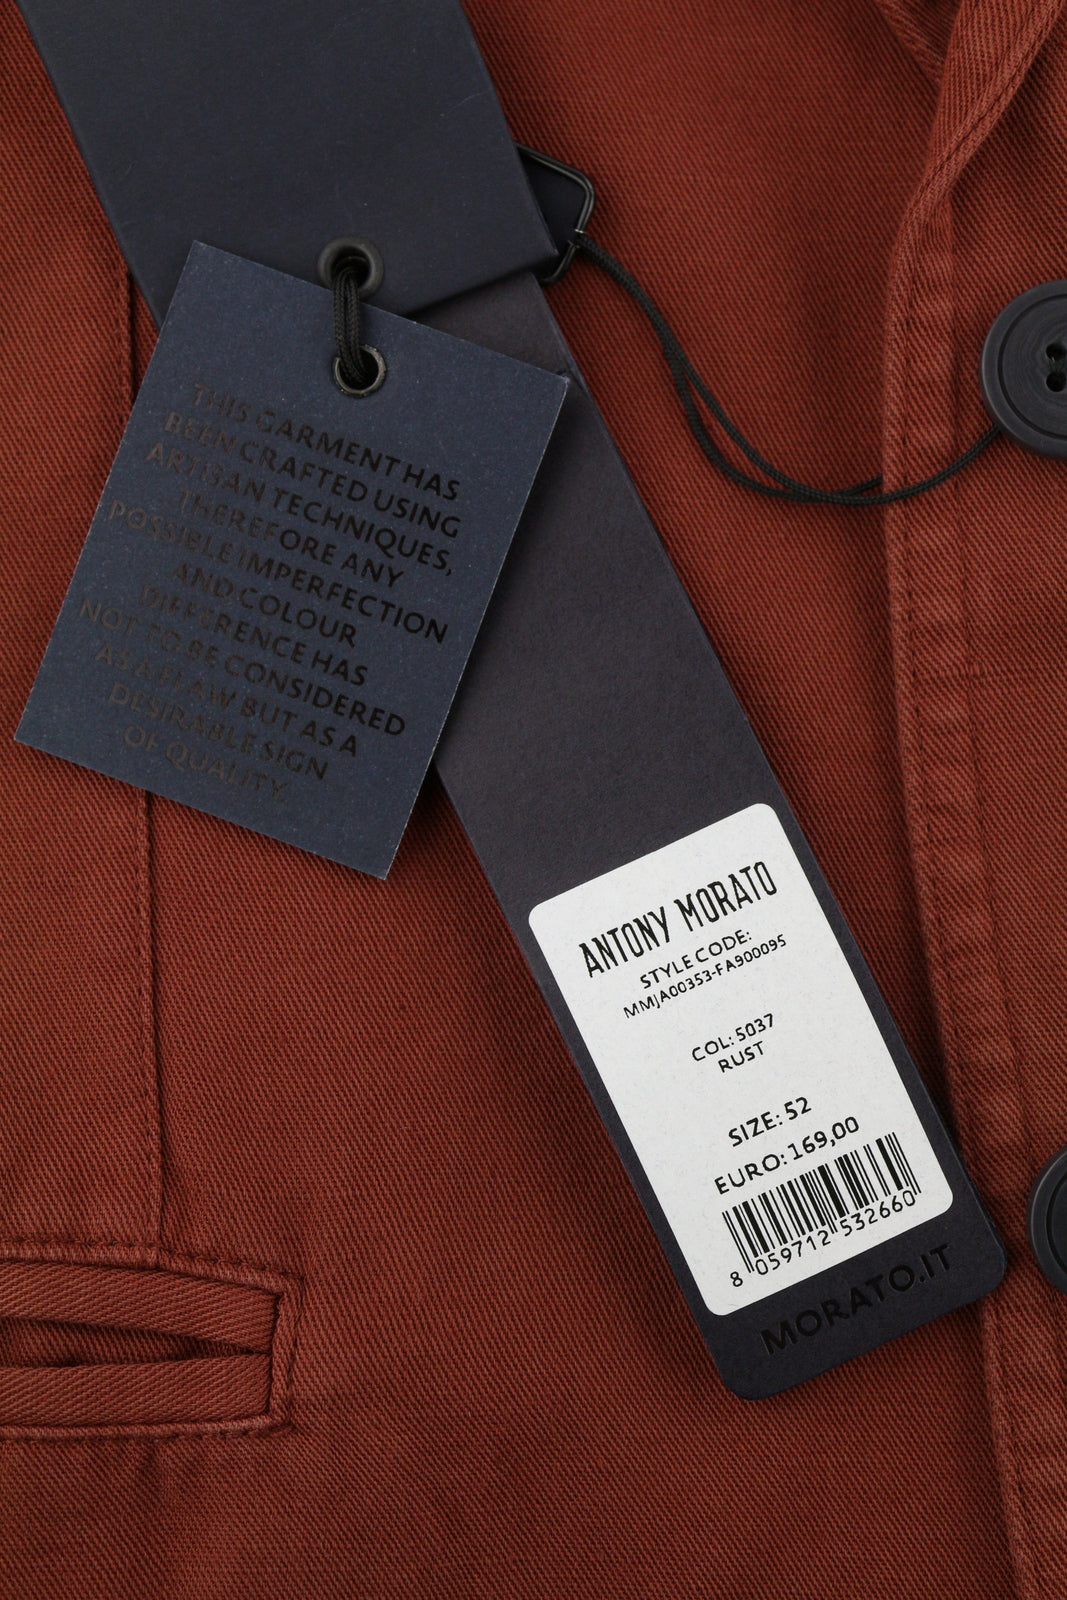 THIS GARMENT HAS
BEEN CRAFTED USING
ARTISAN TECHNIQUES,
THEREFORE ANY
POSSIBLE IMPERFECTION
AND COLOUR
DIFFERENCE HAS
NOT TO BE CONSIDERED
AS A FLAW BUT AS A
DESIRABLE SIGN
OF QUALITY
ANTONY MORATO
STYLE CODE:
MMJA00353-FA900095
COL: 5037
RUST
SIZE: 52
EURO: 169,00
8 059712 532660
MORATO.IT